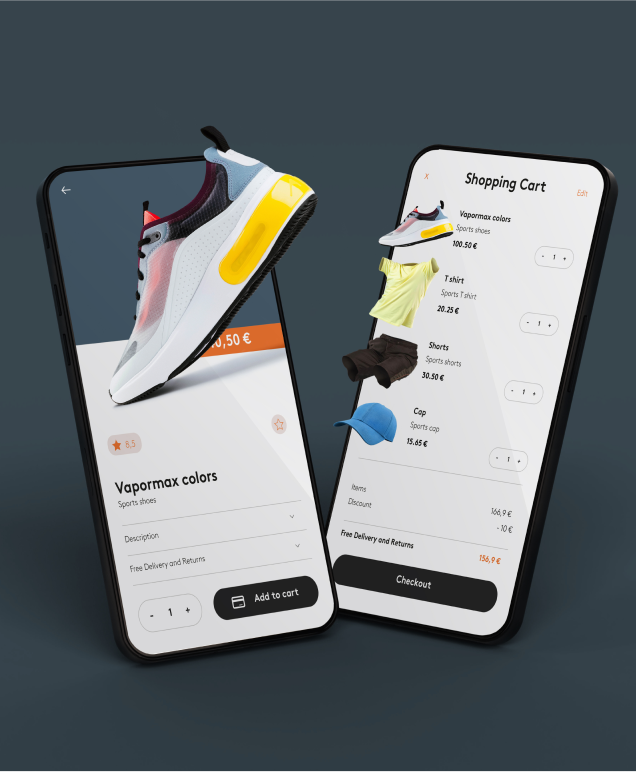 0,50 €
8,5
Vapormax colors
Sports shoes
Description
Free Delivery and Returns
- 1 +
Add to cart
x
Shopping Cart
Edit
Vapormax colors
Sports shoes
100.50 €
- 1 +
T shirt
Sports T shirt
20.25 €
- 1 +
Shorts
Sports shorts
30.50 €
- 1 +
Cap
Sports cap
15.65 €
- 1 +
Items
166,9 €
Discount
- 10 €
Free Delivery and Returns
156,9 €
Checkout